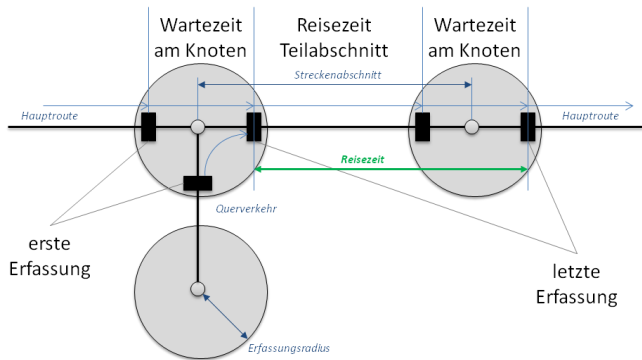 Wartezeit
am Knoten
Reisezeit
Teilabschnitt
Wartezeit
am Knoten
Streckenabschnitt
Hauptroute
Hauptroute
Reisezeit
Querverkehr
erste
Erfassung
letzte
Erfassung
Erfassungsradius